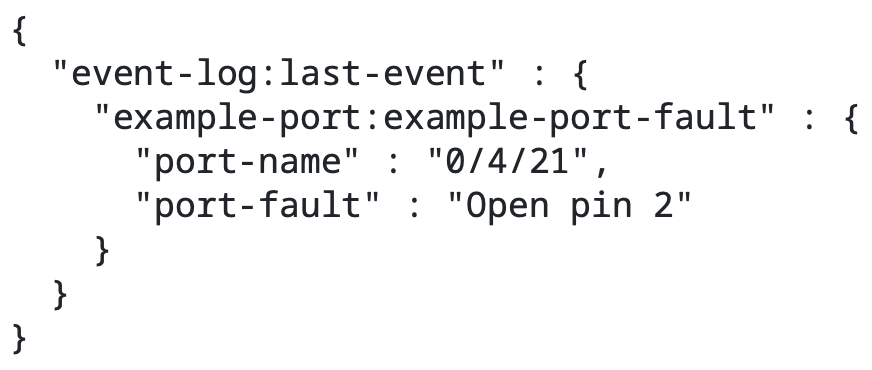 {
  "event-log:last-event" : {
    "example-port:example-port-fault" : {
      "port-name" : "0/4/21",
      "port-fault" : "Open pin 2"
    }
  }
}